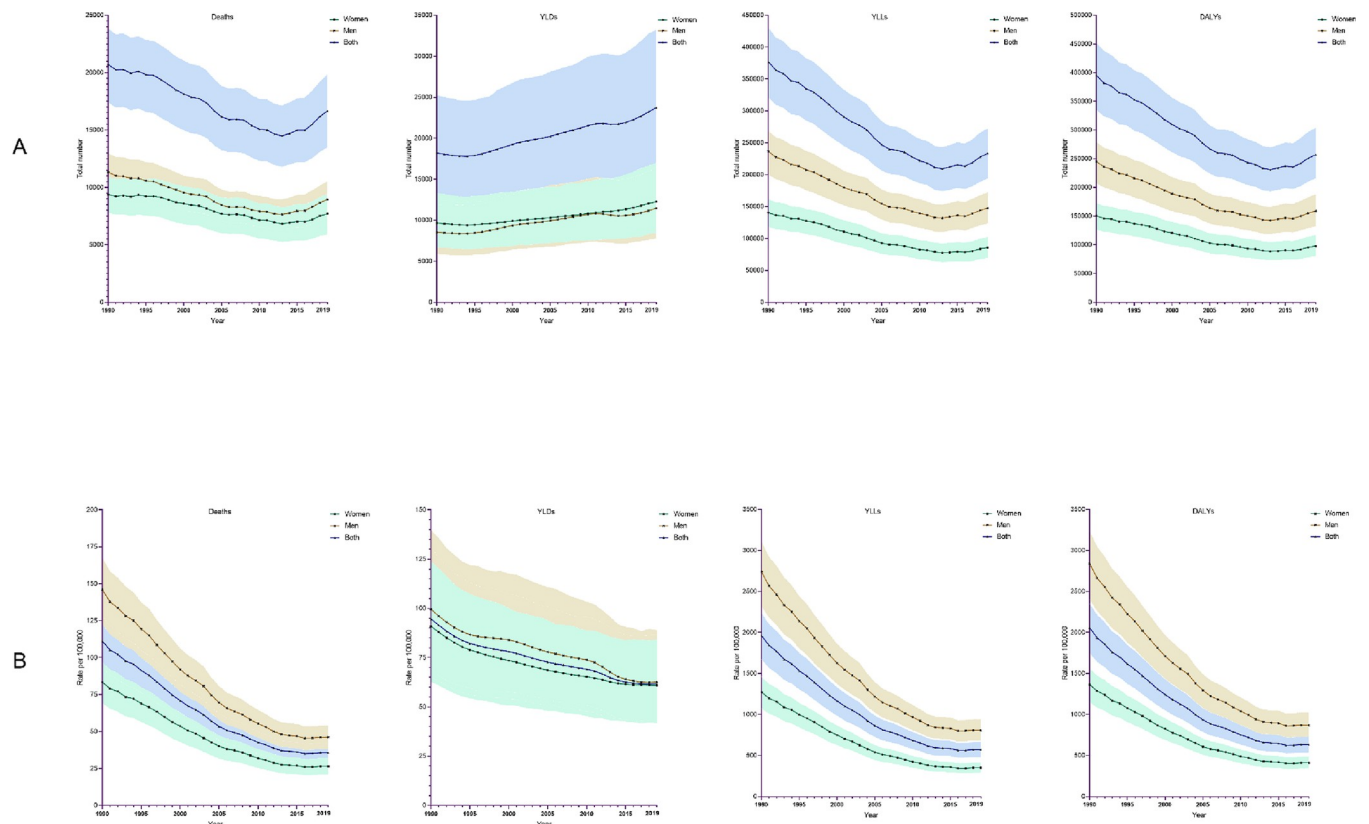 A
Deaths
Women
Men
Both
25000
20000
15000
10000
5000
0
Total number
1990 1995 2000 2005 2010 2015 2019
Year
YLDs
Women
Men
Both
35000
30000
25000
20000
15000
10000
5000
0
Total number
1990 1995 2000 2005 2010 2015 2019
Year
YLLs
Women
Men
Both
450000
400000
350000
300000
250000
200000
150000
100000
50000
0
Total number
1990 1995 2000 2005 2010 2015 2019
Year
DALYs
Women
Men
Both
500000
450000
400000
350000
300000
250000
200000
150000
100000
50000
0
Total number
1990 1995 2000 2005 2010 2015 2019
Year
B
Deaths
Women
Men
Both
200
175
150
125
100
75
50
25
0
Rate per 100,000
1990 1995 2000 2005 2010 2015 2019
Year
YLDs
Women
Men
Both
150
125
100
75
50
25
0
Rate per 100,000
1990 1995 2000 2005 2010 2015 2019
Year
YLLs
Women
Men
Both
3500
3000
2500
2000
1500
1000
500
0
Rate per 100,000
1990 1995 2000 2005 2010 2015 2019
Year
DALYs
Women
Men
Both
3500
3000
2500
2000
1500
1000
500
0
Rate per 100,000
1990 1995 2000 2005 2010 2015 2019
Year